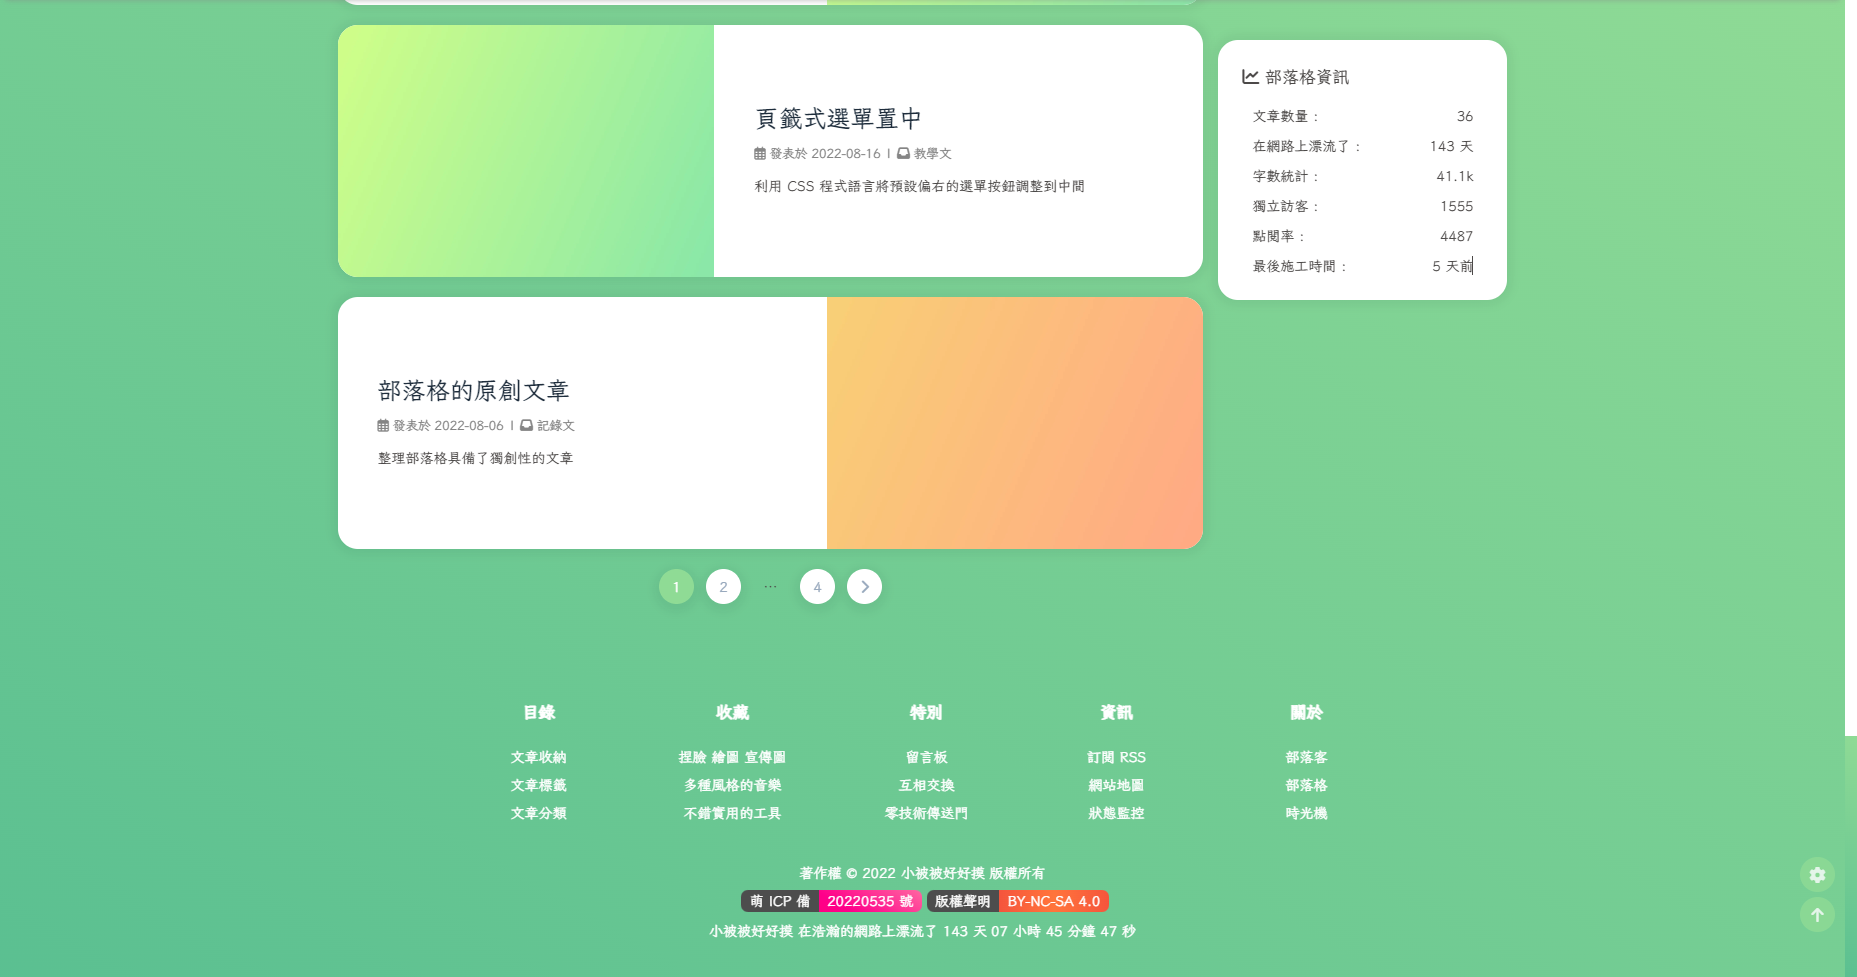 頁籤式選單置中
發表於 2022-08-16 | 教學文
利用 CSS 程式語言將預設偏右的選單按鈕調整到中間
部落格的原創文章
發表於 2022-08-06 | 記錄文
整理部落格具備了獨創性的文章
1 2 … 4
部落格資訊
文章數量 : 36
在網路上漂流了 : 143 天
字數統計 : 41.1k
獨立訪客 : 1555
點閱率 : 4487
最後施工時間 : 5 天前
目錄
文章收納
文章標籤
文章分類
收藏
捏臉 繪圖 宣傳圖
多種風格的音樂
不錯實用的工具
特別
留言板
互相交換
零技術傳送門
資訊
訂閱 RSS
網站地圖
狀態監控
關於
部落客
部落格
時光機
著作權 © 2022 小被被好好摸 版權所有
萌 ICP 備 20220535 號 版權聲明 BY-NC-SA 4.0
小被被好好摸 在浩瀚的網路上漂流了 143 天 07 小時 45 分鐘 47 秒